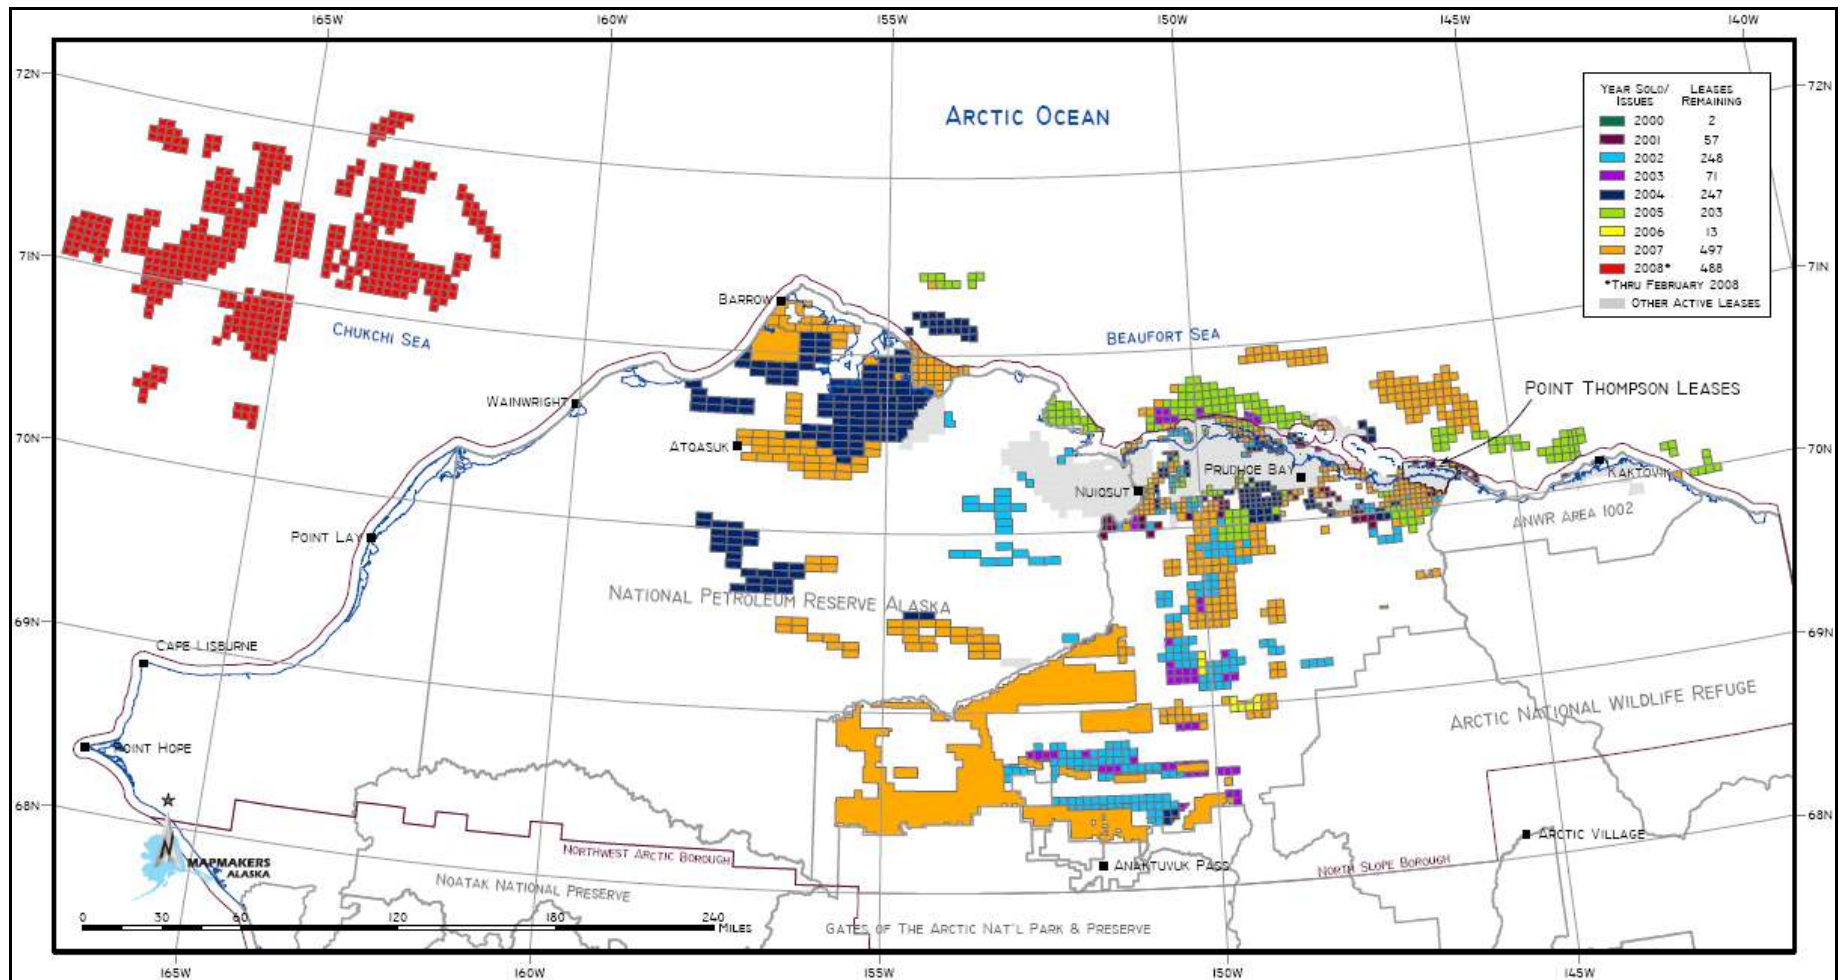 165W 160W 155W 150W 145W 140W
72N
72N
ARCTIC OCEAN
YEAR SOLD/ LEASES
ISSUES REMAINING
2000 2
2001 57
2002 248
2003 71
2004 247
2005 203
2006 13
2007 497
2008* 488
*THRU FEBRUARY 2008
OTHER ACTIVE LEASES
71N
71N
BARROW
CHUKCHI SEA
BEAUFORT SEA
POINT THOMPSON LEASES
WAINWRIGHT
ATQASUK
70N
70N
PRUDHOE BAY
KAKTOVIK
NUIQSUT
ANWR AREA 1002
POINT LAY
NATIONAL PETROLEUM RESERVE ALASKA
69N
69N
CAPE LISBURNE
ARCTIC NATIONAL WILDLIFE REFUGE
POINT HOPE
68N
68N
N
MAPMAKERS
ALASKA
NORTHWEST ARCTIC BOROUGH
NORTH SLOPE BOROUGH
ARCTIC VILLAGE
ANAKTUVUK PASS
NOATAK NATIONAL PRESERVE
0 30 60 120 180 240
MILES
GATES OF THE ARCTIC NAT'L PARK & PRESERVE
165W 160W 155W 150W 145W